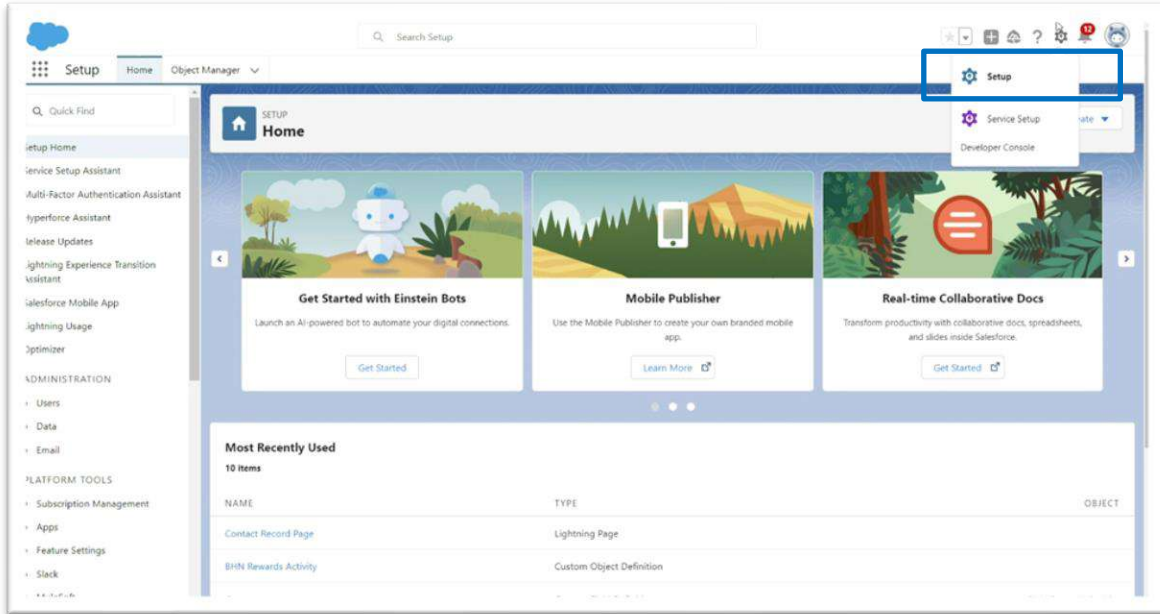 Search Setup
12
Setup Home Object Manager
Setup
Service Setup
Developer Console
eate
Quick Find
SETUP
Home
Setup Home
Service Setup Assistant
Multi-Factor Authentication Assistant
Hyperforce Assistant
Release Updates
Lightning Experience Transition
Assistant
Salesforce Mobile App
Lightning Usage
Optimizer
ADMINISTRATION
Users
Data
Email
PLATFORM TOOLS
Subscription Management
Apps
Feature Settings
Slack
Get Started with Einstein Bots
Launch an AI-powered bot to automate your digital connections.
Get Started
Mobile Publisher
Use the Mobile Publisher to create your own branded mobile
app.
Learn More
Real-time Collaborative Docs
Transform productivity with collaborative docs, spreadsheets,
and slides inside Salesforce.
Get Started
Most Recently Used
10 items
NAME TYPE OBJECT
Contact Record Page Lightning Page
BHN Rewards Activity Custom Object Definition